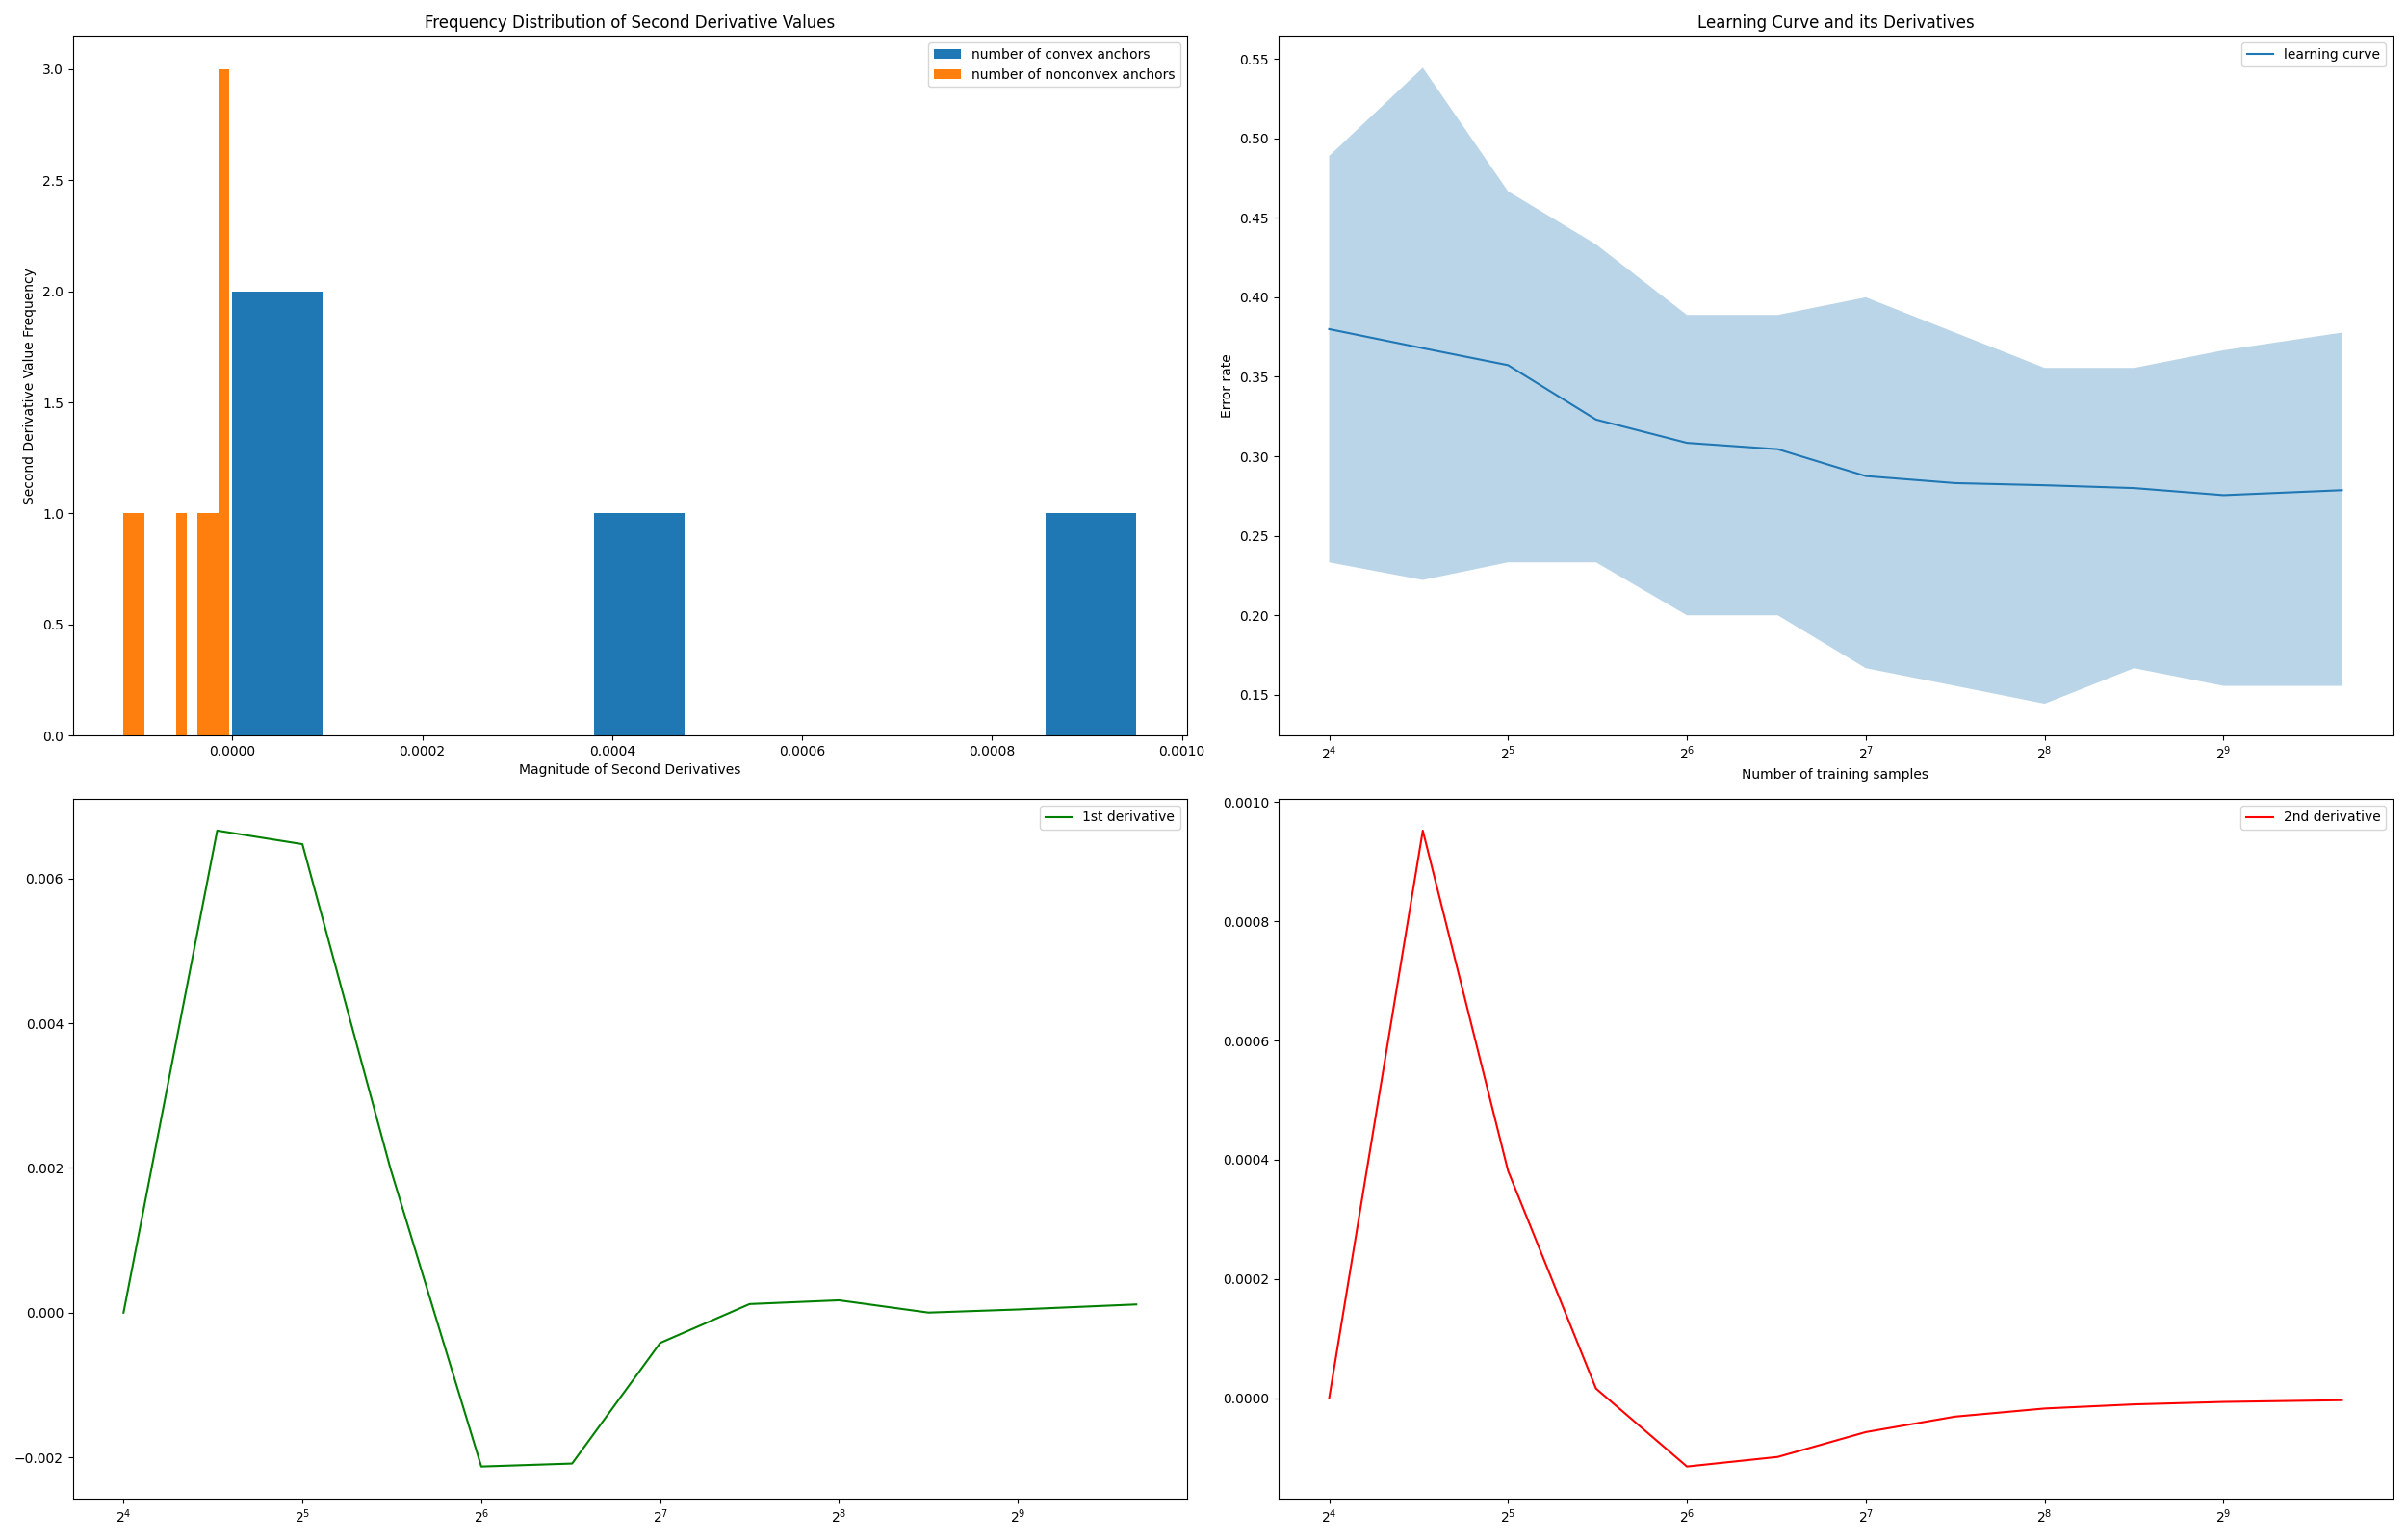 Frequency Distribution of Second Derivative Values
number of convex anchors
number of nonconvex anchors
3.0
2.5
2.0
1.5
1.0
0.5
0.0
Second Derivative Value Frequency
0.0000 0.0002 0.0004 0.0006 0.0008 0.0010
Magnitude of Second Derivatives
Learning Curve and its Derivatives
learning curve
0.55
0.50
0.45
0.40
0.35
0.30
0.25
0.20
0.15
Error rate
2⁴ 2⁵ 2⁶ 2⁷ 2⁸ 2⁹
Number of training samples
1st derivative
0.006
0.004
0.002
0.000
−0.002
2⁴ 2⁵ 2⁶ 2⁷ 2⁸ 2⁹
2nd derivative
0.0010
0.0008
0.0006
0.0004
0.0002
0.0000
2⁴ 2⁵ 2⁶ 2⁷ 2⁸ 2⁹